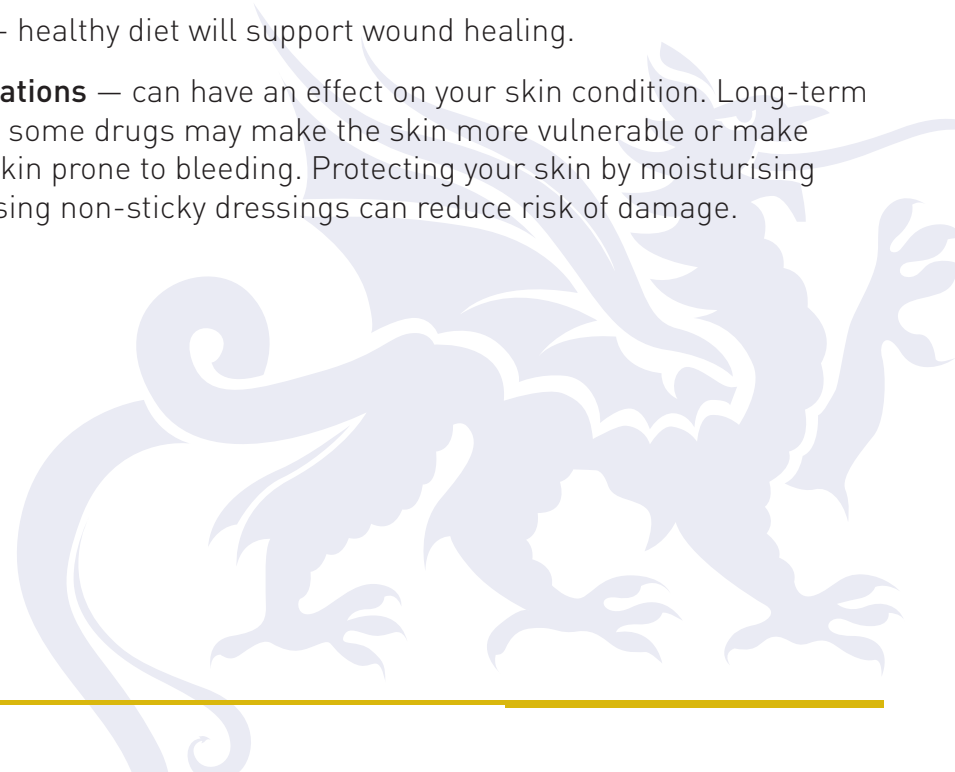 – healthy diet will support wound healing.
ations — can have an effect on your skin condition. Long-term
some drugs may make the skin more vulnerable or make
kin prone to bleeding. Protecting your skin by moisturising
sing non-sticky dressings can reduce risk of damage.